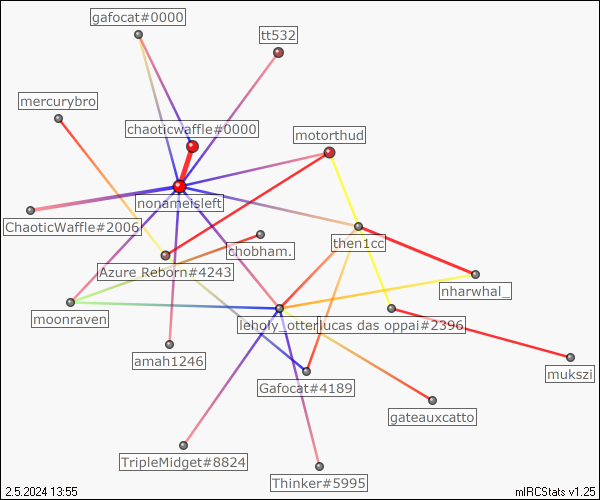 gafocat#0000
tt532
mercurybro
chaoticwaffle#0000
motorthud
nonameisleft
ChaoticWaffle#2006
chobham.
then1cc
Azure Reborn#4243
nharwhal_
moonraven
leholy_otter
lucas das oppai#2396
amah1246
mukszi
Gafocat#4189
gateauxcatto
TripleMidget#8824
Thinker#5995
2.5.2024 13:55
mIRCStats v1.25